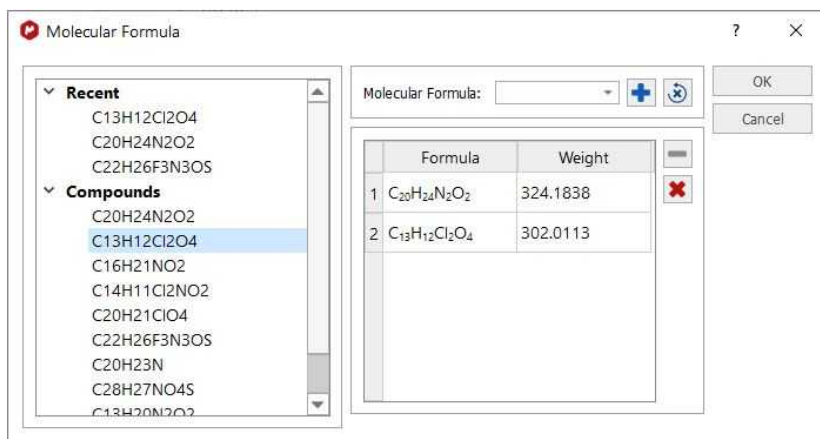 Molecular Formula
?
Recent
C13H12Cl2O4
C20H24N2O2
C22H26F3N3OS
Compounds
C20H24N2O2
C13H12Cl2O4
C16H21NO2
C14H11Cl2NO2
C20H21ClO4
C22H26F3N3OS
C20H23N
C28H27NO4S
C13H20N2O2
Molecular Formula:
Formula Weight
1 C₂₀H₂₄N₂O₂ 324.1838
2 C₁₃H₁₂Cl₂O₄ 302.0113
OK
Cancel